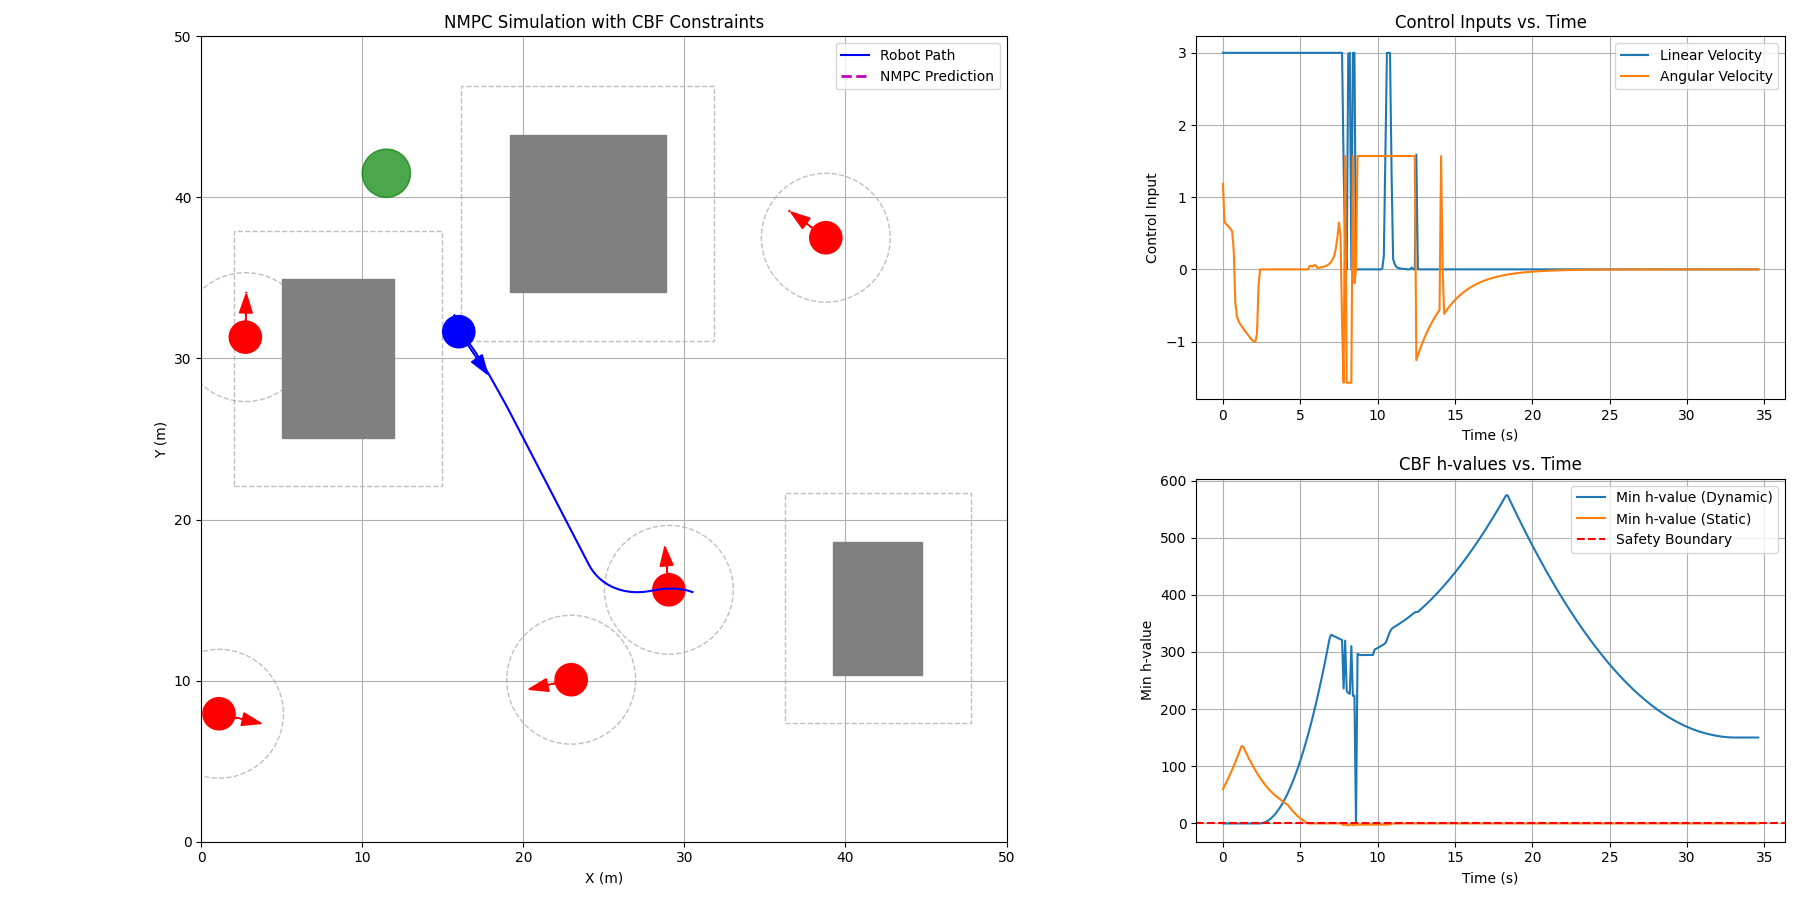 NMPC Simulation with CBF Constraints
Robot Path
NMPC Prediction
50
40
30
20
10
0
Y (m)
0 10 20 30 40 50
X (m)
Control Inputs vs. Time
Linear Velocity
Angular Velocity
3
2
1
0
−1
Control Input
0 5 10 15 20 25 30 35
Time (s)
CBF h-values vs. Time
Min h-value (Dynamic)
Min h-value (Static)
Safety Boundary
600
500
400
300
200
100
0
Min h-value
0 5 10 15 20 25 30 35
Time (s)